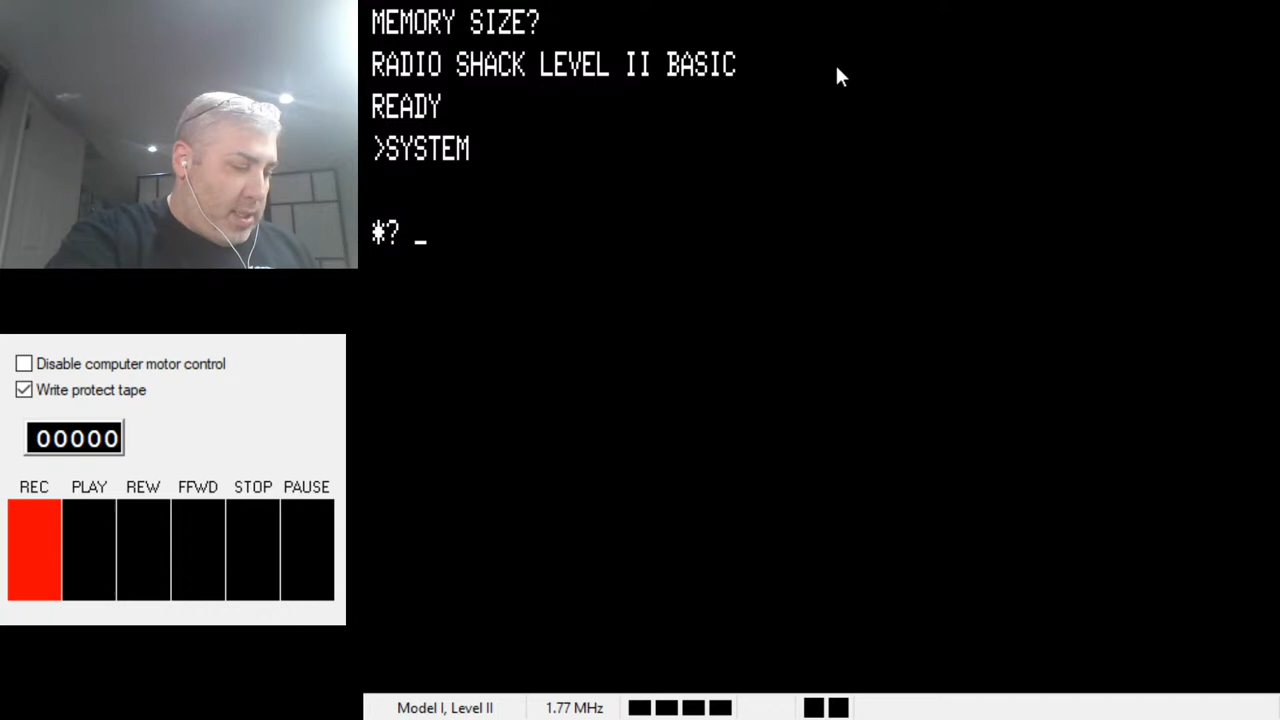 MEMORY SIZE?
RADIO SHACK LEVEL II BASIC
READY
>SYSTEM
*? _
Disable computer motor control
Write protect tape
00000
REC PLAY REW FFWD STOP PAUSE
Model I, Level II 1.77 MHz